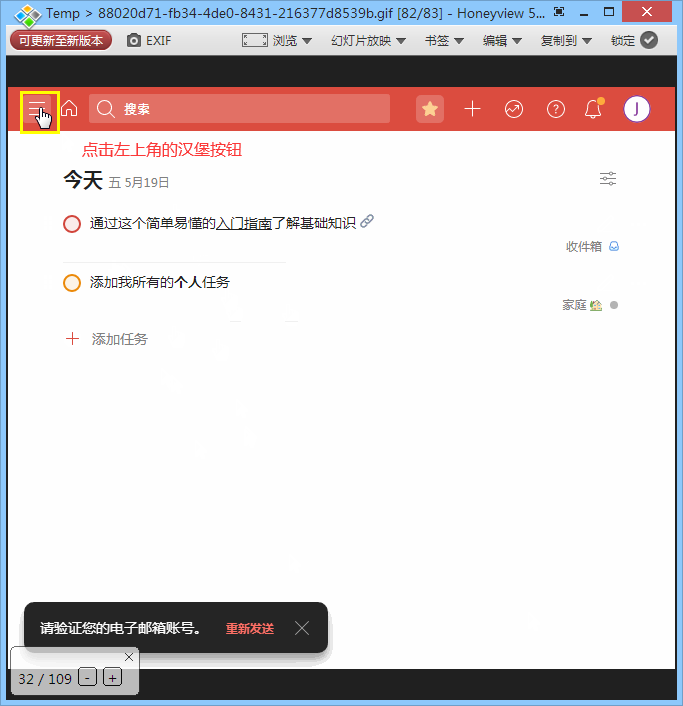 Temp > 88020d71-fb34-4de0-8431-216377d8539b.gif [82/83] - Honeyview 5...
可更新至新版本 EXIF 浏览 幻灯片放映 书签 编辑 复制到 锁定
搜索 J
点击左上角的汉堡按钮
今天 五 5月19日
通过这个简单易懂的入门指南了解基础知识
收件箱
添加我所有的个人任务
家庭
添加任务
请验证您的电子邮箱账号。 重新发送
32 / 109 - +